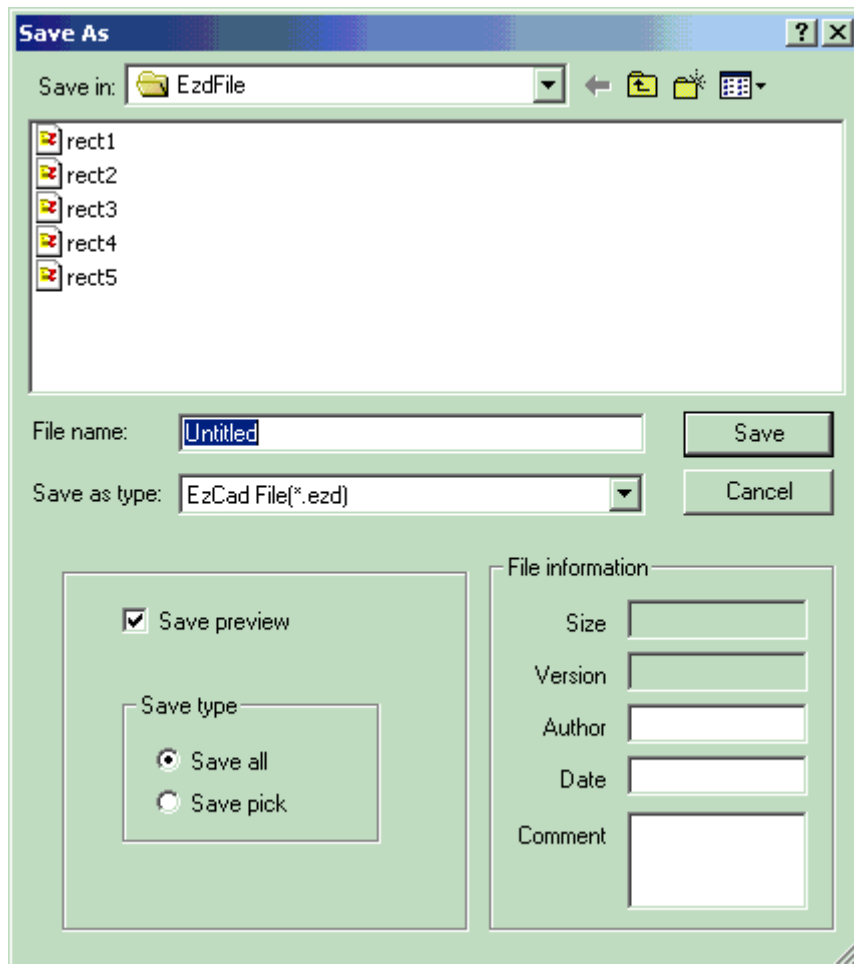 Save As
Save in: EzdFile
rect1
rect2
rect3
rect4
rect5
File name: Untitled Save
Save as type: EzCad File(*.ezd) Cancel
Save preview
Save type
Save all
Save pick
File information
Size
Version
Author
Date
Comment